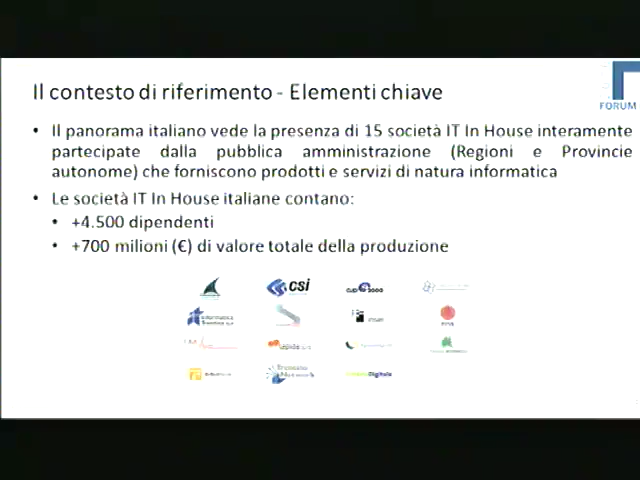 Il contesto di riferimento - Elementi chiave
FORUM
• Il panorama italiano vede la presenza di 15 società IT In House interamente
partecipate dalla pubblica amministrazione (Regioni e Provincie
autonome) che forniscono prodotti e servizi di natura informatica
• Le società IT In House italiane contano:
• +4.500 dipendenti
• +700 milioni (€) di valore totale della produzione
csi